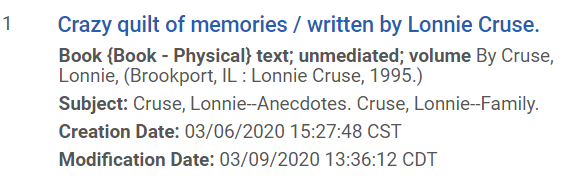 1
Crazy quilt of memories / written by Lonnie Cruse.
Book {Book - Physical} text; unmediated; volume By Cruse,
Lonnie, (Brookport, IL : Lonnie Cruse, 1995.)
Subject: Cruse, Lonnie--Anecdotes. Cruse, Lonnie--Family.
Creation Date: 03/06/2020 15:27:48 CST
Modification Date: 03/09/2020 13:36:12 CDT